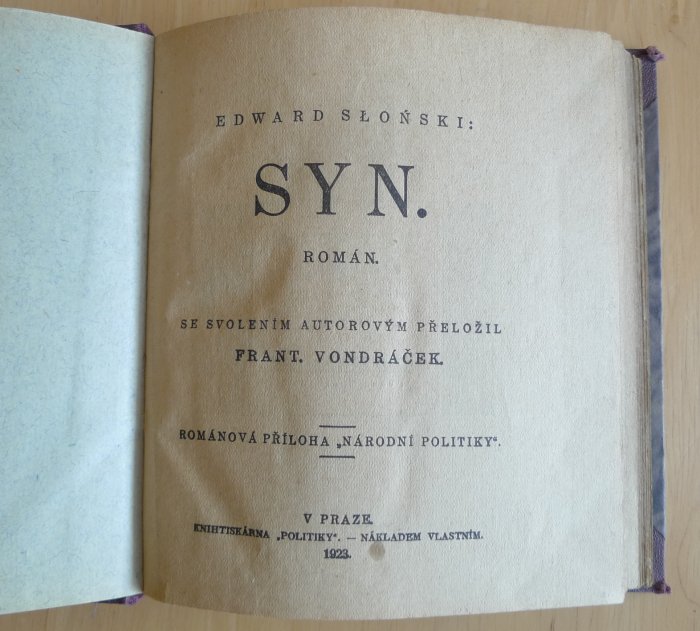 EDWARD SŁOŃSKI:
SYN.
ROMÁN.
SE SVOLENÍM AUTOROVÝM PŘELOŽIL
FRANT. VONDRÁČEK.
ROMÁNOVÁ PŘÍLOHA „NÁRODNÍ POLITIKY“.
V PRAZE.
KNIHTISKÁRNA „POLITIKY“. — NÁKLADEM VLASTNÍM.
1923.